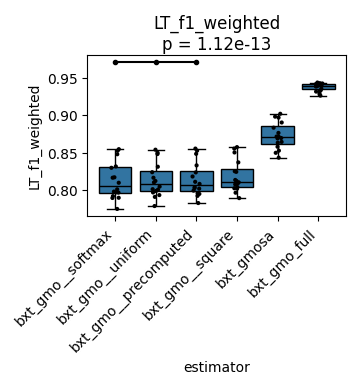 LT_f1_weighted
p = 1.12e-13
LT_f1_weighted
0.95
0.90
0.85
0.80
bxt_gmo__softmax
bxt_gmo__uniform
bxt_gmo__precomputed
bxt_gmo__square
bxt_gmosa
bxt_gmo_full
estimator